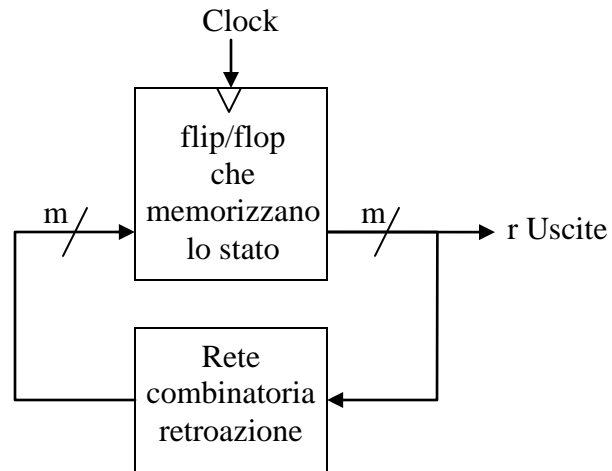 Clock
flip/flop
che
memorizzano
lo stato
m
m
r Uscite
Rete
combinatoria
retroazione